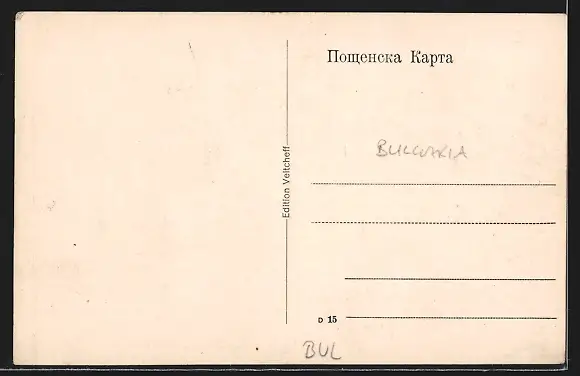 Пощенска Карта
BULGARIA
Edition Veltcheff
D 15
BUL